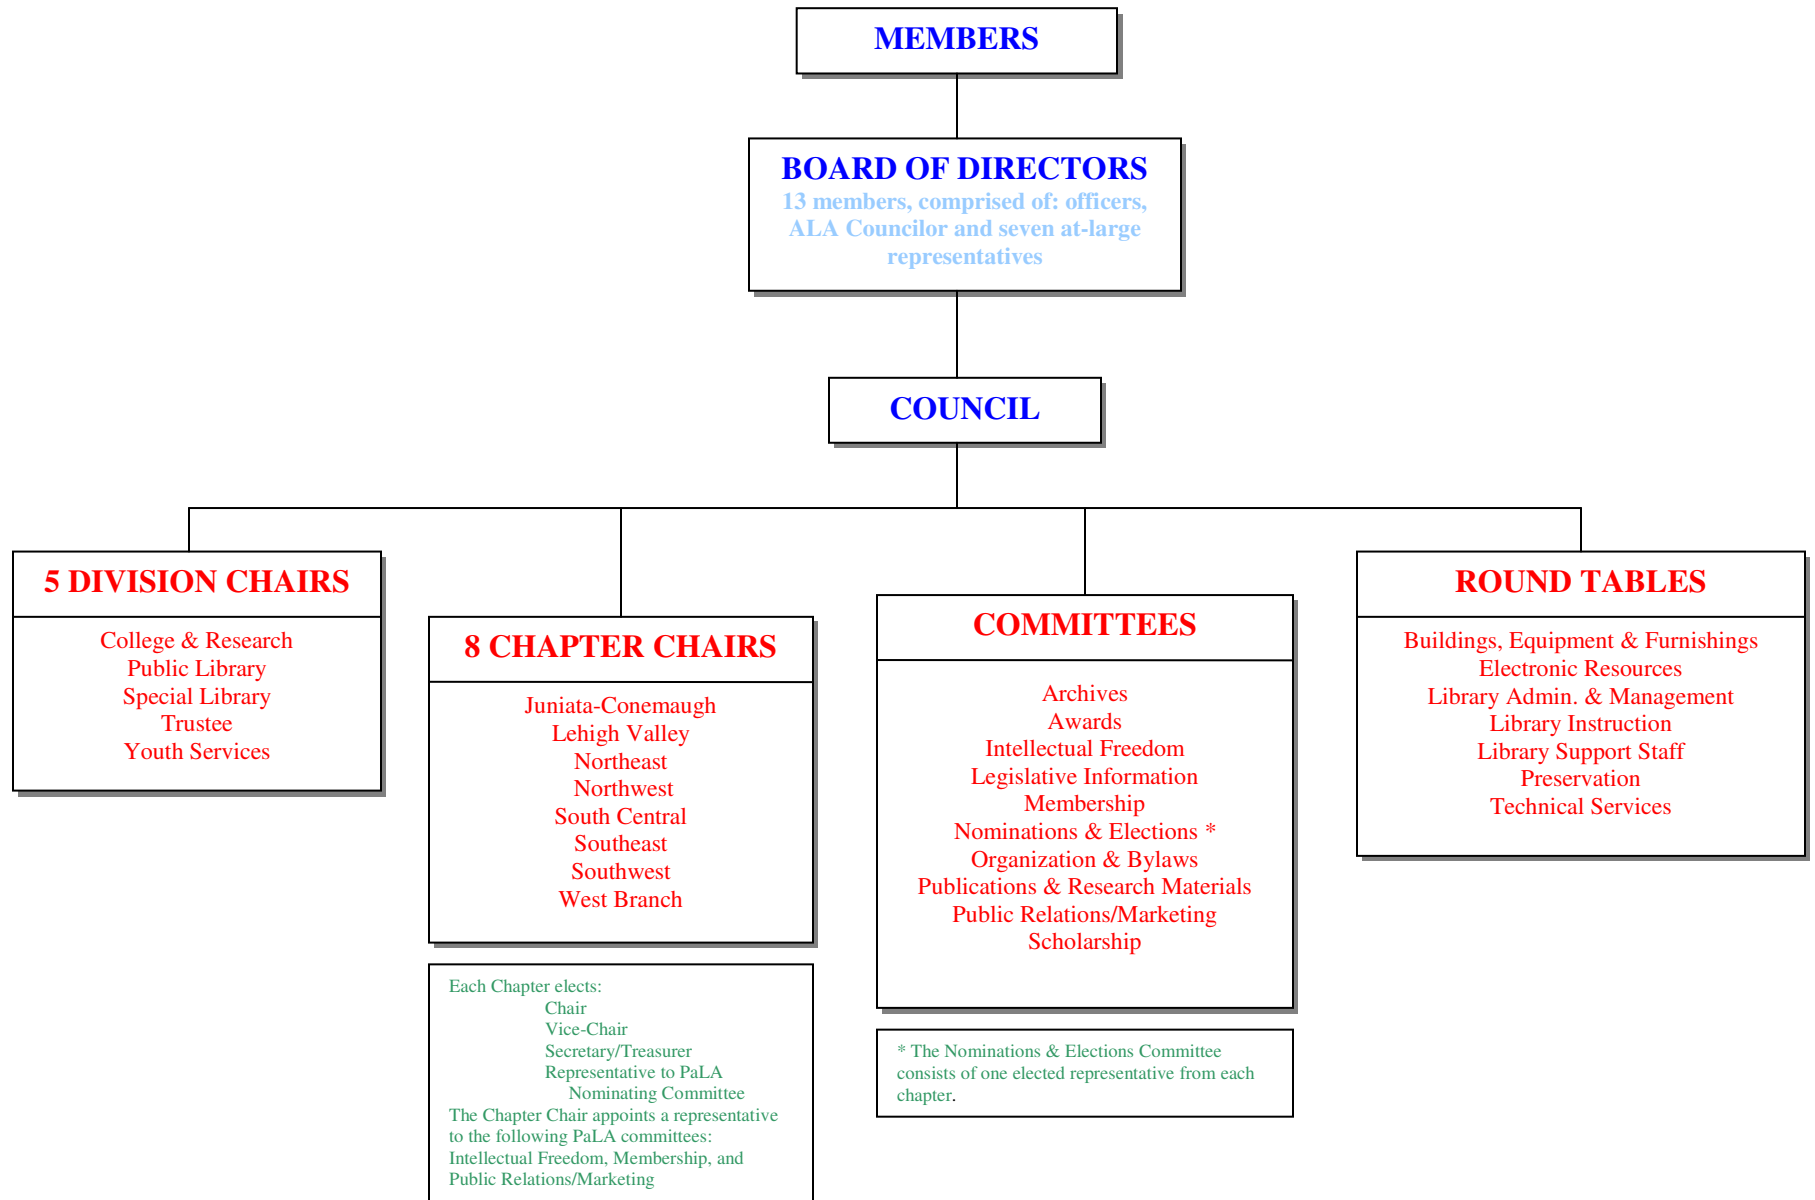 MEMBERS
BOARD OF DIRECTORS
13 members, comprised of: officers,
ALA Councilor and seven at-large
representatives
COUNCIL
5 DIVISION CHAIRS
College & Research
Public Library
Special Library
Trustee
Youth Services
8 CHAPTER CHAIRS
Juniata-Conemaugh
Lehigh Valley
Northeast
Northwest
South Central
Southeast
Southwest
West Branch
Each Chapter elects:
Chair
Vice-Chair
Secretary/Treasurer
Representative to PaLA
Nominating Committee
The Chapter Chair appoints a representative
to the following PaLA committees:
Intellectual Freedom, Membership, and
Public Relations/Marketing
COMMITTEES
Archives
Awards
Intellectual Freedom
Legislative Information
Membership
Nominations & Elections *
Organization & Bylaws
Publications & Research Materials
Public Relations/Marketing
Scholarship
* The Nominations & Elections Committee
consists of one elected representative from each
chapter.
ROUND TABLES
Buildings, Equipment & Furnishings
Electronic Resources
Library Admin. & Management
Library Instruction
Library Support Staff
Preservation
Technical Services